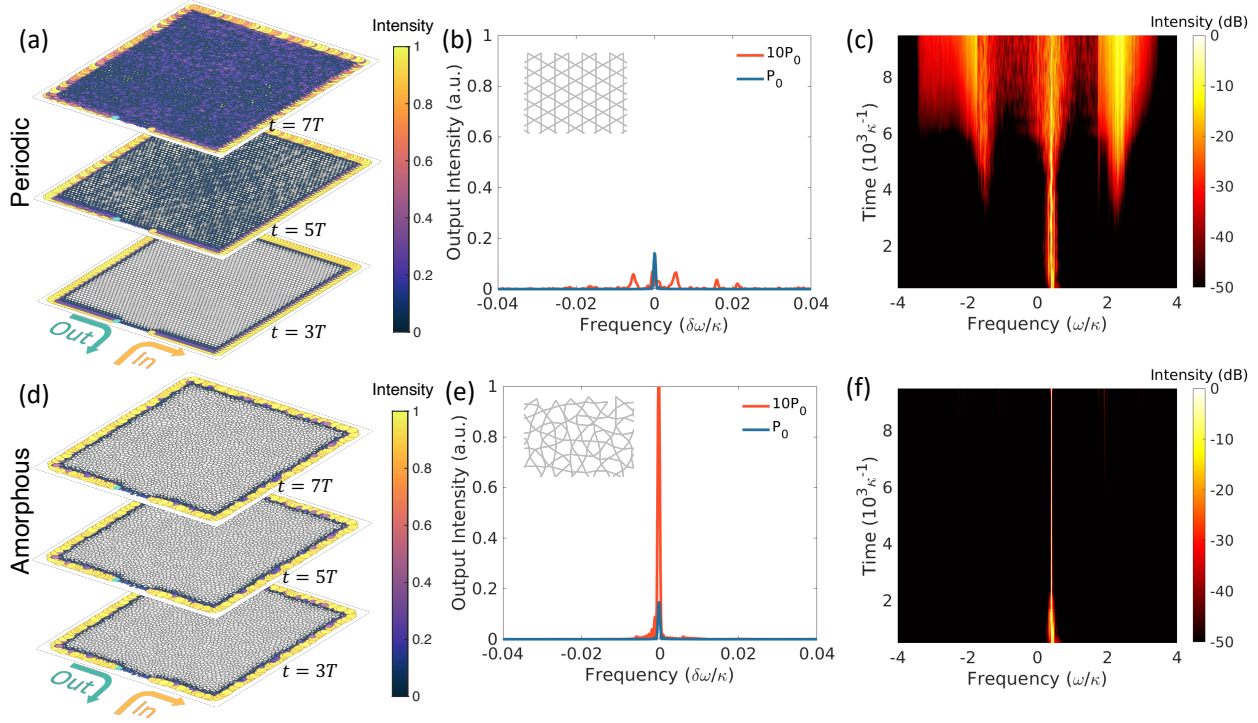 (a)
Periodic
t = 7T
t = 5T
t = 3T
Out
In
Intensity
1
0.8
0.6
0.4
0.2
0
(b)
Output Intensity (a.u.)
1
0.8
0.6
0.4
0.2
0
10P0
P0
-0.04
-0.02
0
0.02
0.04
Frequency (δω/κ)
(c)
Time (10³κ⁻¹)
8
6
4
2
-4
-2
0
2
4
Frequency (ω/κ)
Intensity (dB)
0
-10
-20
-30
-40
-50
(d)
Amorphous
t = 7T
t = 5T
t = 3T
Out
In
Intensity
1
0.8
0.6
0.4
0.2
0
(e)
Output Intensity (a.u.)
1
0.8
0.6
0.4
0.2
0
10P₀
P₀
-0.04
-0.02
0
0.02
0.04
Frequency (δω/κ)
(f)
Time (10³κ⁻¹)
8
6
4
2
-4
-2
0
2
4
Frequency (ω/κ)
Intensity (dB)
0
-10
-20
-30
-40
-50